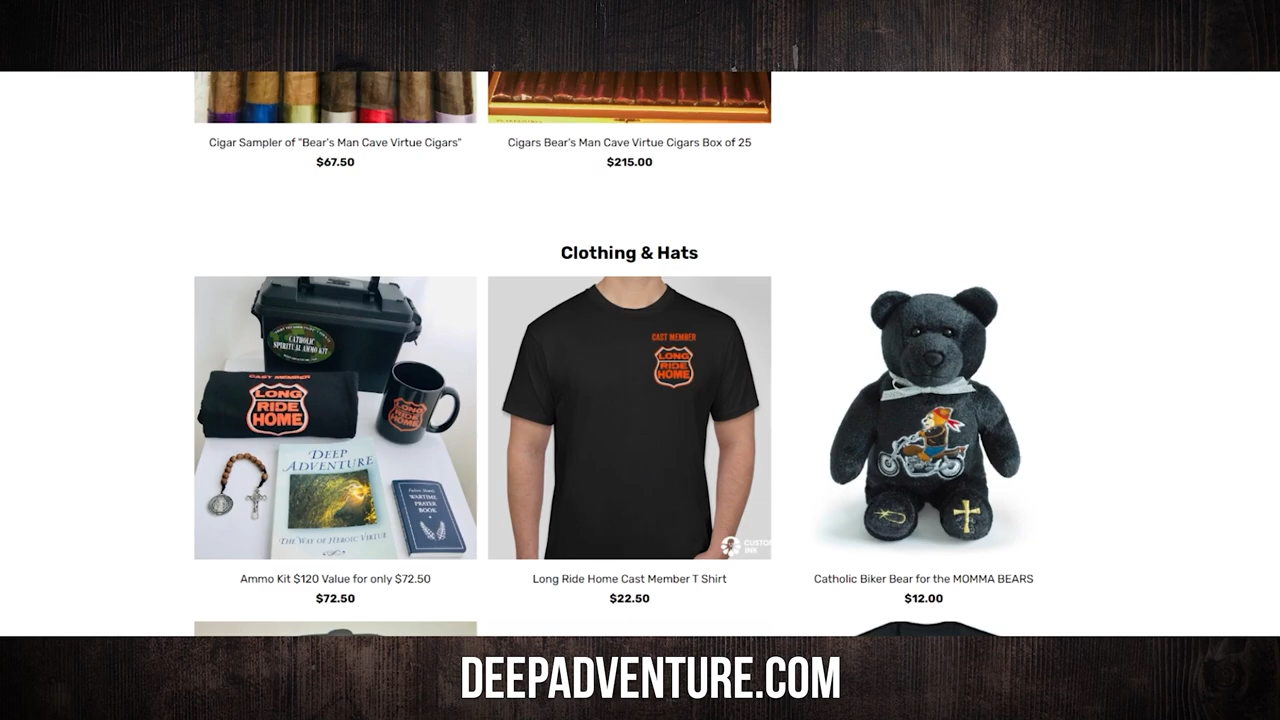 Cigar Sampler of "Bear's Man Cave Virtue Cigars"
$67.50
Cigars Bear's Man Cave Virtue Cigars Box of 25
$215.00
Clothing & Hats
CATHOLIC
SPIRITUAL AMMO KIT
CAST MEMBER
LONG
RIDE
HOME
LONG
RIDE
HOME
DEEP
ADVENTURE
THE WAY OF HEROIC VIRTUE
WARTIME
PRAYER
BOOK
CAST MEMBER
LONG
RIDE
HOME
CUSTOM
INK
Ammo Kit $120 Value for only $72.50
$72.50
Long Ride Home Cast Member T Shirt
$22.50
Catholic Biker Bear for the MOMMA BEARS
$12.00
DEEPADVENTURE.COM